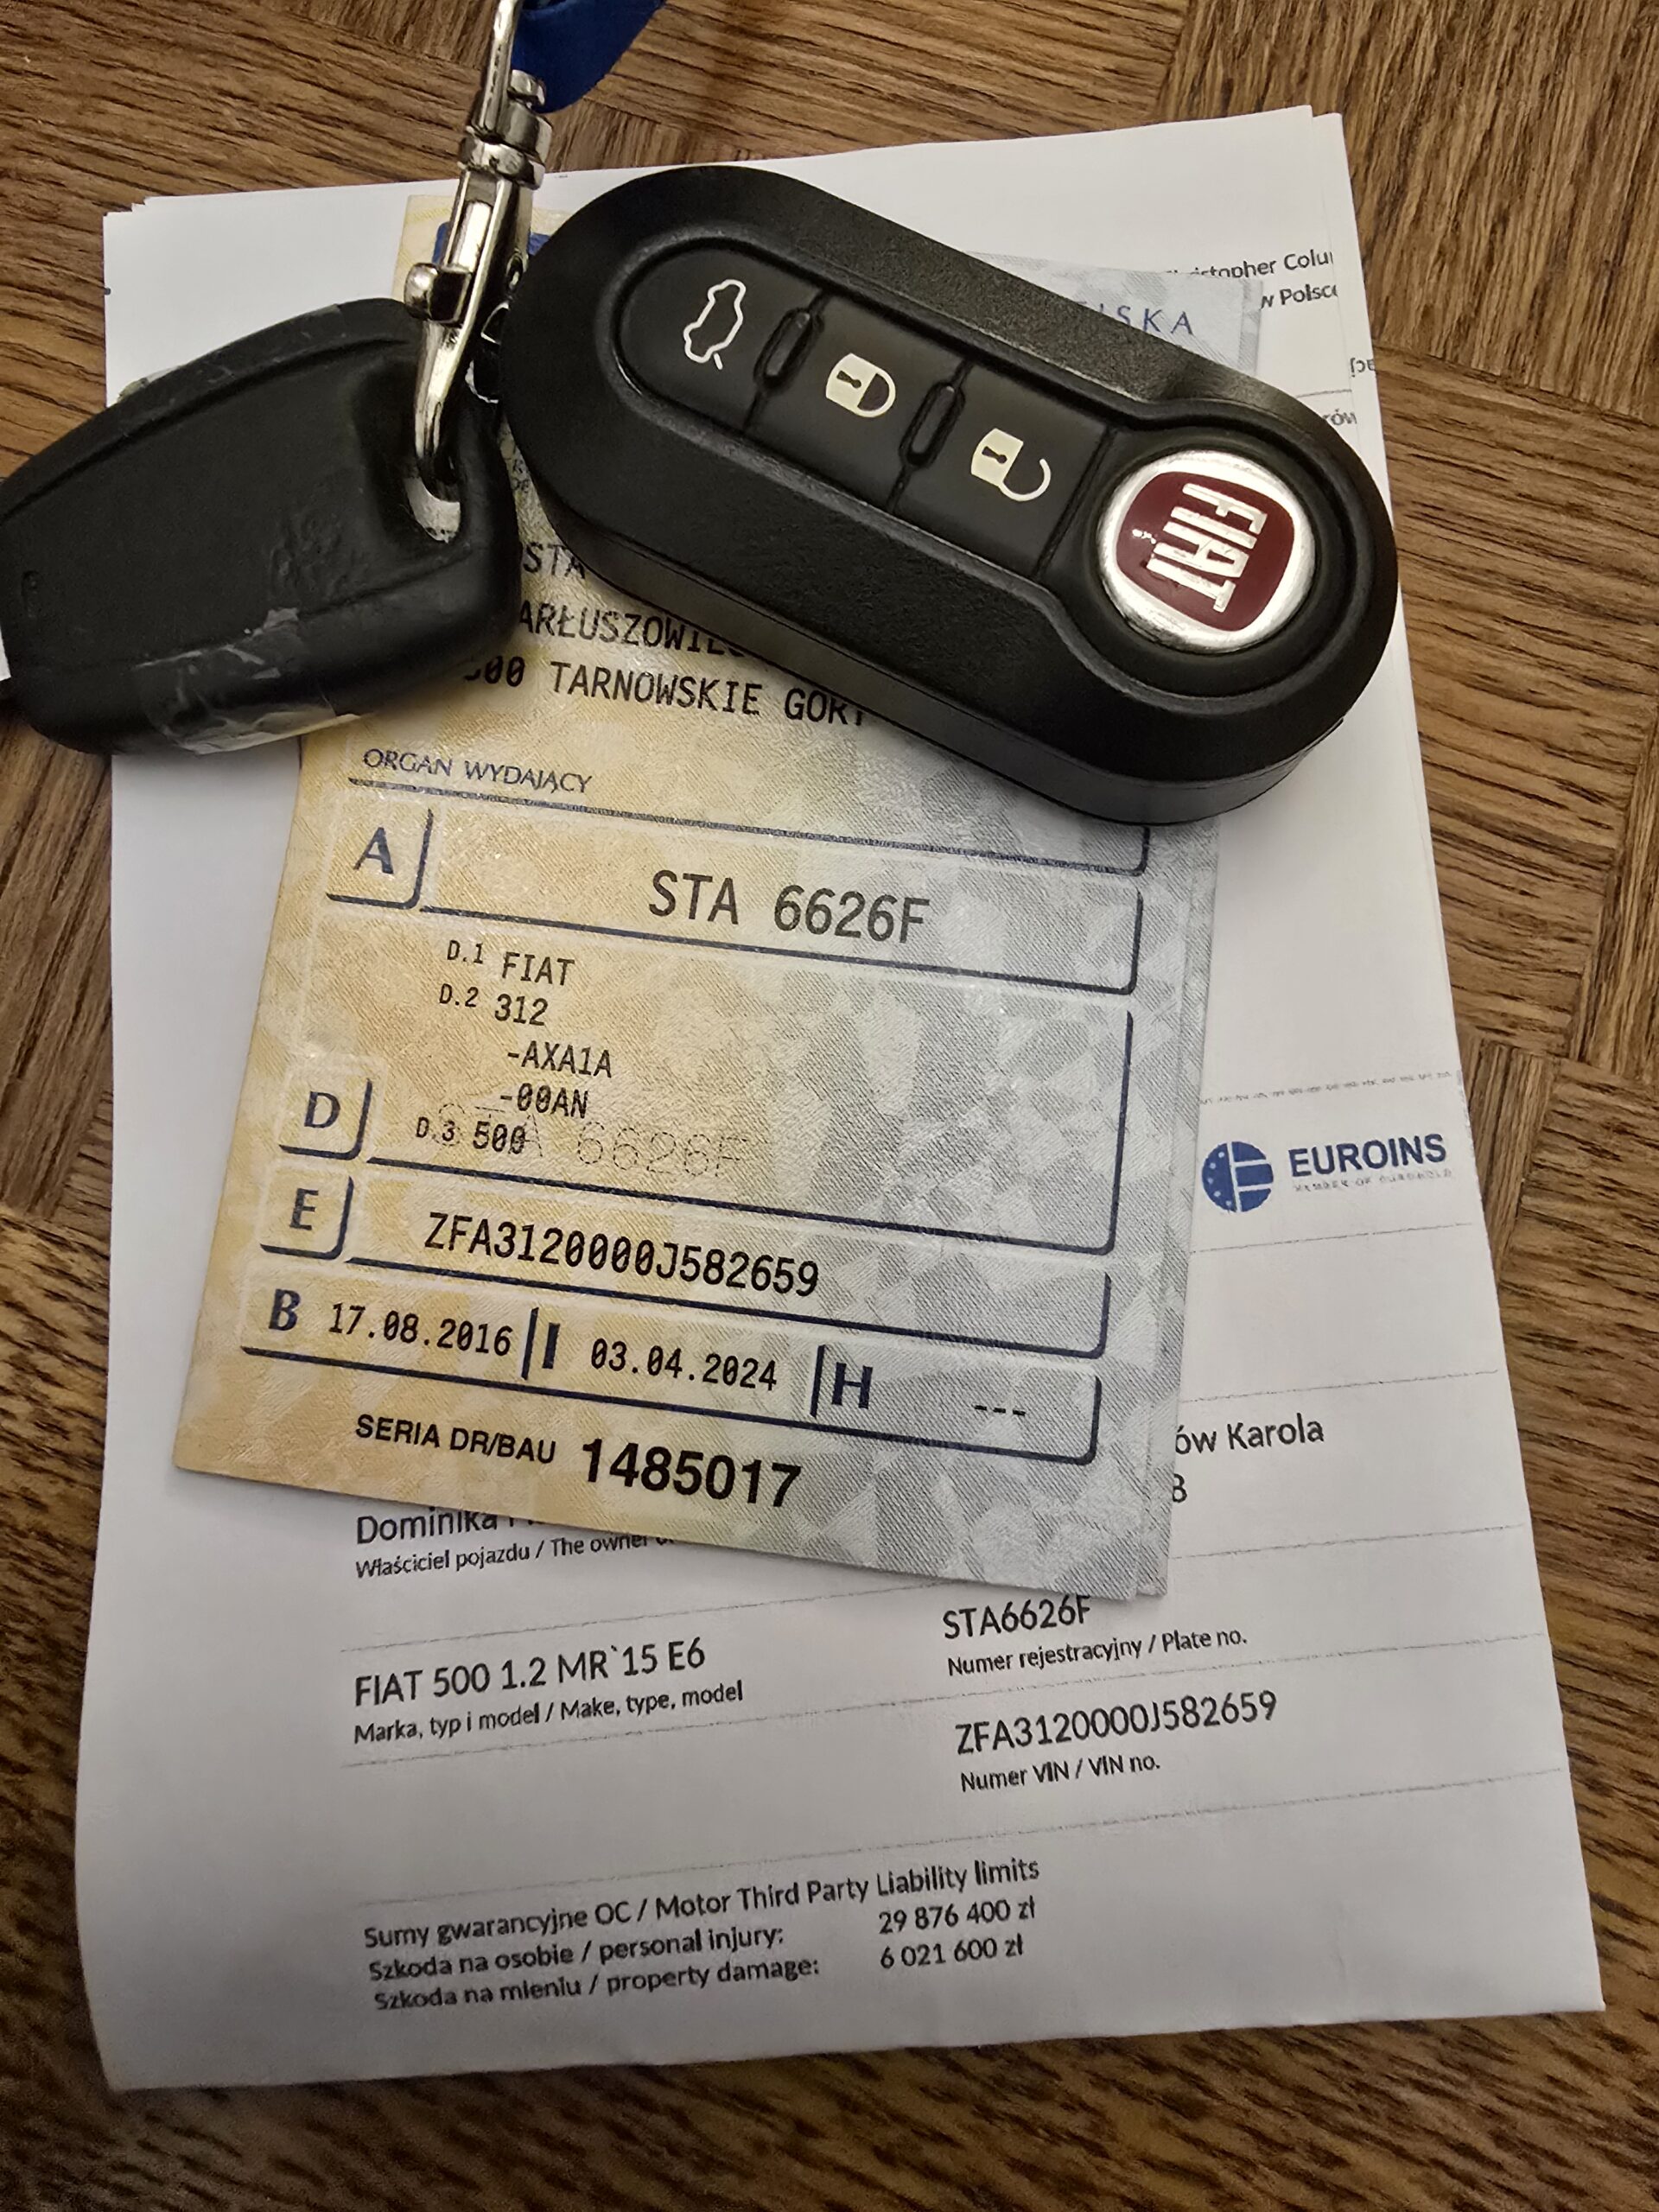 Colu
w Polsce
SKA
FIAT
ARŁUSZOWIE
TARNOWSKIE GÓRY
ORGAN WYDAJĄCY
A STA 6626F
D.1 FIAT
D.2 312
-AXA1A
-00AN
D D.3 500
STA 6626F
E ZFA3120000J582659
B 17.08.2016 I 03.04.2024 H ---
SERIA DR/BAU 1485017
EUROINS
MEMBER OF EUROHOLD
ów Karola
B
Dominika
Właściciel pojazdu / The owner
STA6626F
Numer rejestracyjny / Plate no.
FIAT 500 1.2 MR`15 E6
Marka, typ i model / Make, type, model
ZFA3120000J582659
Numer VIN / VIN no.
Sumy gwarancyjne OC / Motor Third Party Liability limits
Szkoda na osobie / personal injury: 29 876 400 zł
Szkoda na mieniu / property damage: 6 021 600 zł